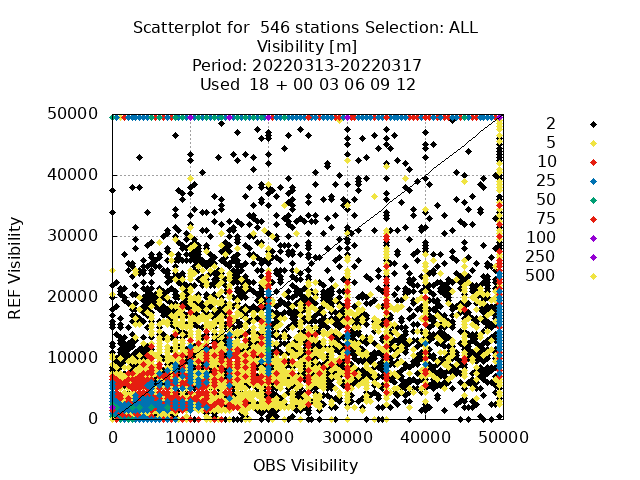 Scatterplot for  546 stations Selection: ALL
Visibility [m]
Period: 20220313-20220317
Used  18 + 00 03 06 09 12
50000
40000
30000
20000
10000
0
REF Visibility
0 10000 20000 30000 40000 50000
OBS Visibility
2
5
10
25
50
75
100
250
500